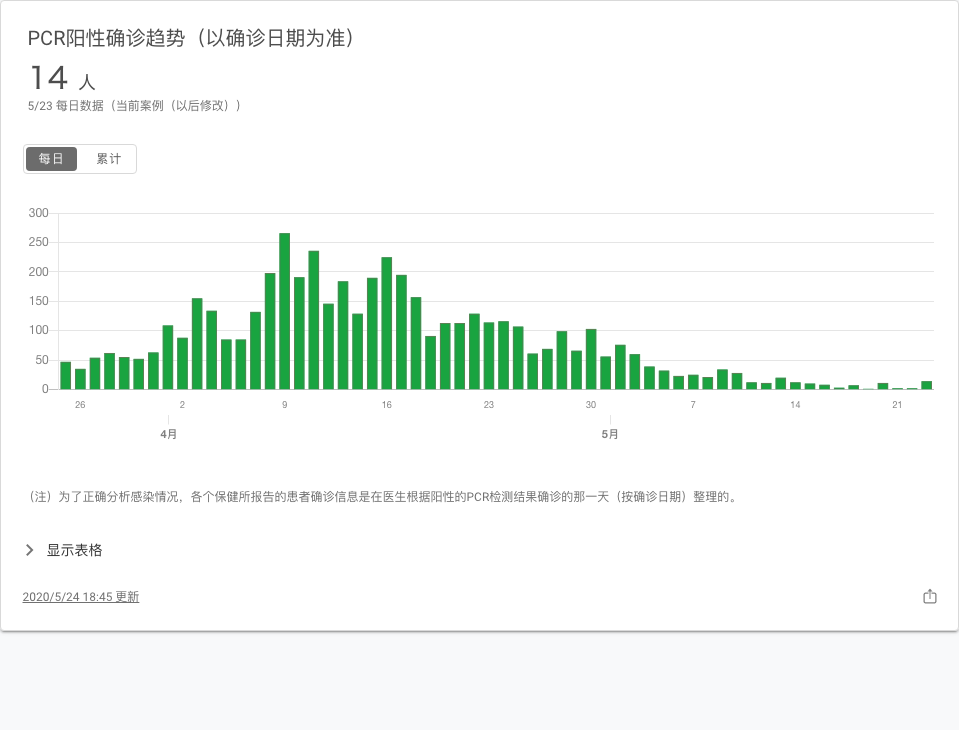 PCR阳性确诊趋势（以确诊日期为准）
14 人
5/23 每日数据（当前案例（以后修改））
每日 累计
300
250
200
150
100
50
0
26 2 9 16 23 30 7 14 21
4月 5月
（注）为了正确分析感染情况，各个保健所报告的患者确诊信息是在医生根据阳性的PCR检测结果确诊的那一天（按确诊日期）整理的。
显示表格
2020/5/24 18:45 更新